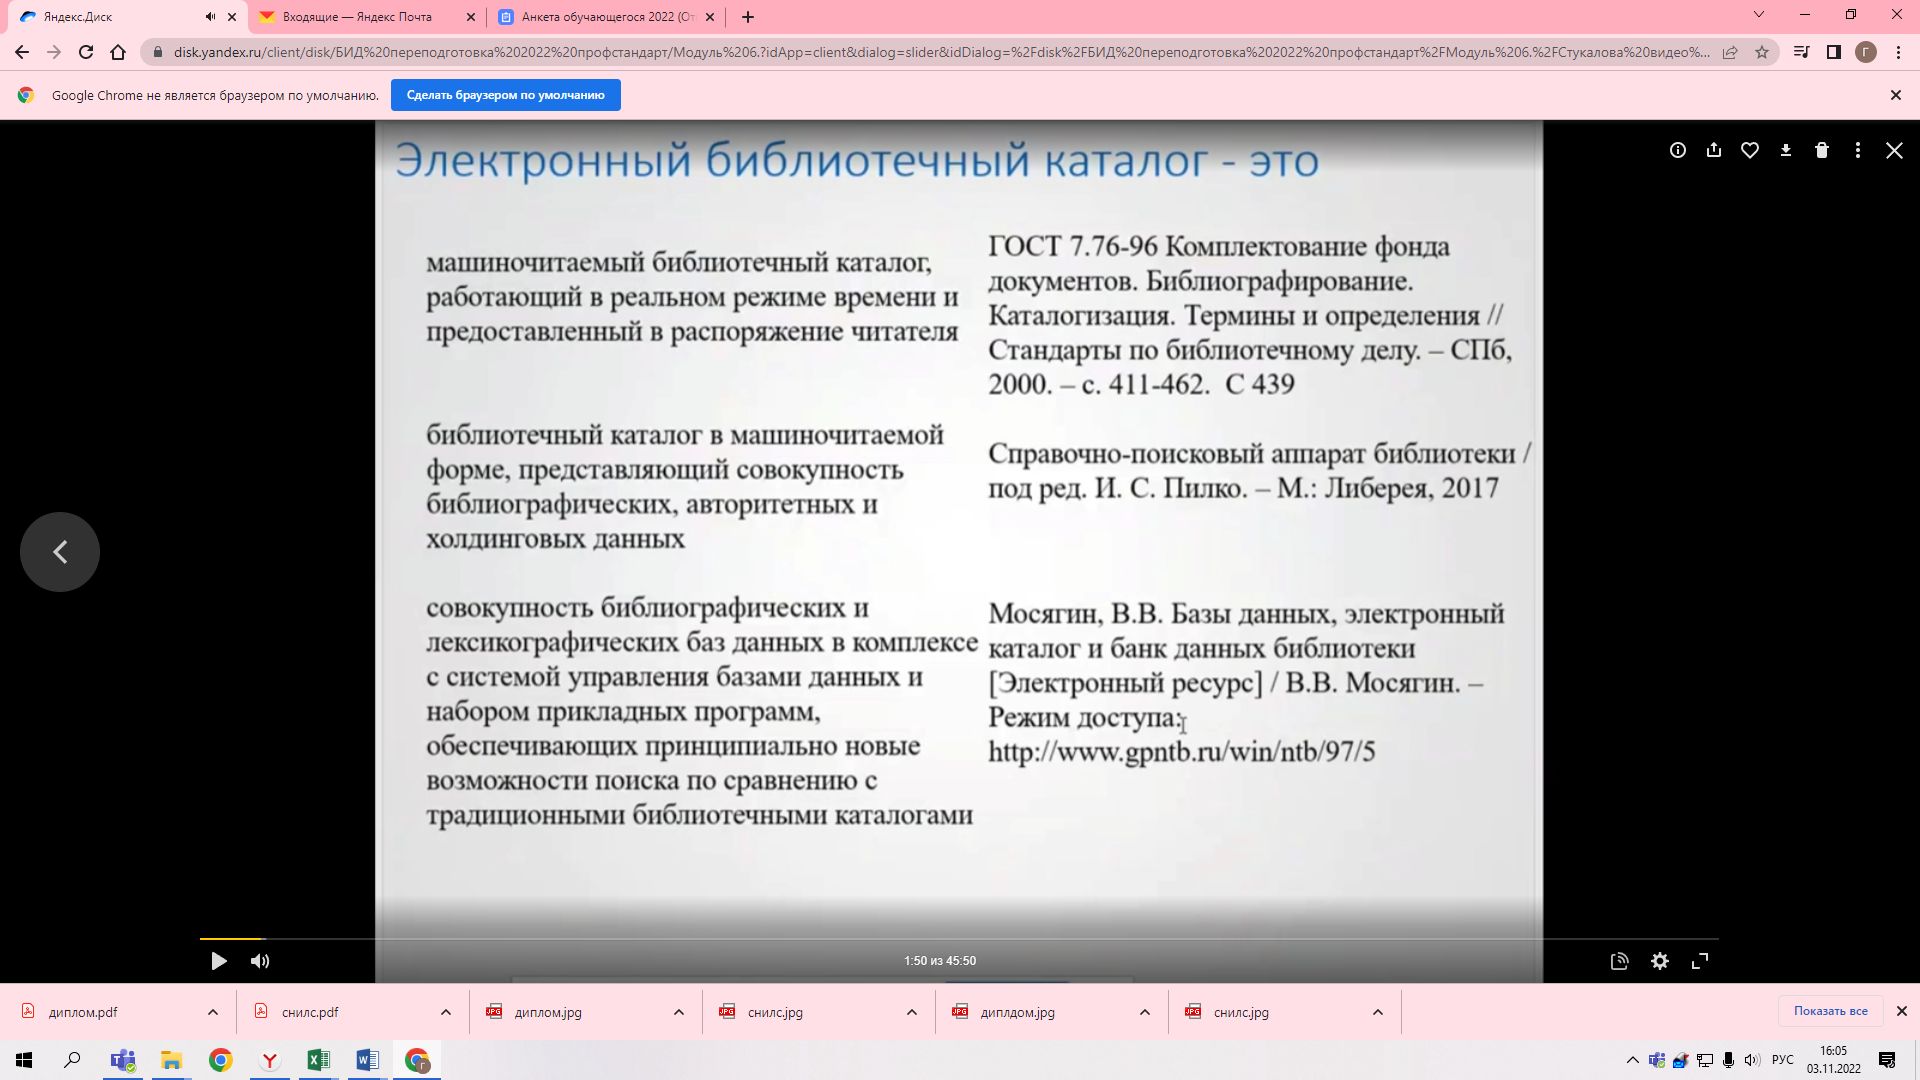 Яндекс.Диск
Входящие — Яндекс Почта
Анкета обучающегося 2022 (От
disk.yandex.ru/client/disk/БИД%20переподготовка%202022%20профстандарт/Модуль%206.?idApp=client&dialog=slider&idDialog=%2Fdisk%2FБИД%20переподготовка%202022%20профстандарт%2FМодуль%206.%2FСтукалова%20видео%...
Г
Google Chrome не является браузером по умолчанию.
Сделать браузером по умолчанию
Электронный библиотечный каталог - это
машиночитаемый библиотечный каталог,
работающий в реальном режиме времени и
предоставленный в распоряжение читателя
ГОСТ 7.76-96 Комплектование фонда
документов. Библиографирование.
Каталогизация. Термины и определения //
Стандарты по библиотечному делу. – СПб,
2000. – с. 411-462. С 439
библиотечный каталог в машиночитаемой
форме, представляющий совокупность
библиографических, авторитетных и
холдинговых данных
Справочно-поисковый аппарат библиотеки /
под ред. И. С. Пилко. – М.: Либерея, 2017
совокупность библиографических и
лексикографических баз данных в комплексе
с системой управления базами данных и
набором прикладных программ,
обеспечивающих принципиально новые
возможности поиска по сравнению с
традиционными библиотечными каталогами
Мосягин, В.В. Базы данных, электронный
каталог и банк данных библиотеки
[Электронный ресурс] / В.В. Мосягин. –
Режим доступа:
http://www.gpntb.ru/win/ntb/97/5
1:50 из 45:50
диплом.pdf
снилс.pdf
диплом.jpg
снилс.jpg
диплдом.jpg
снилс.jpg
Показать все
РУС
16:05
03.11.2022